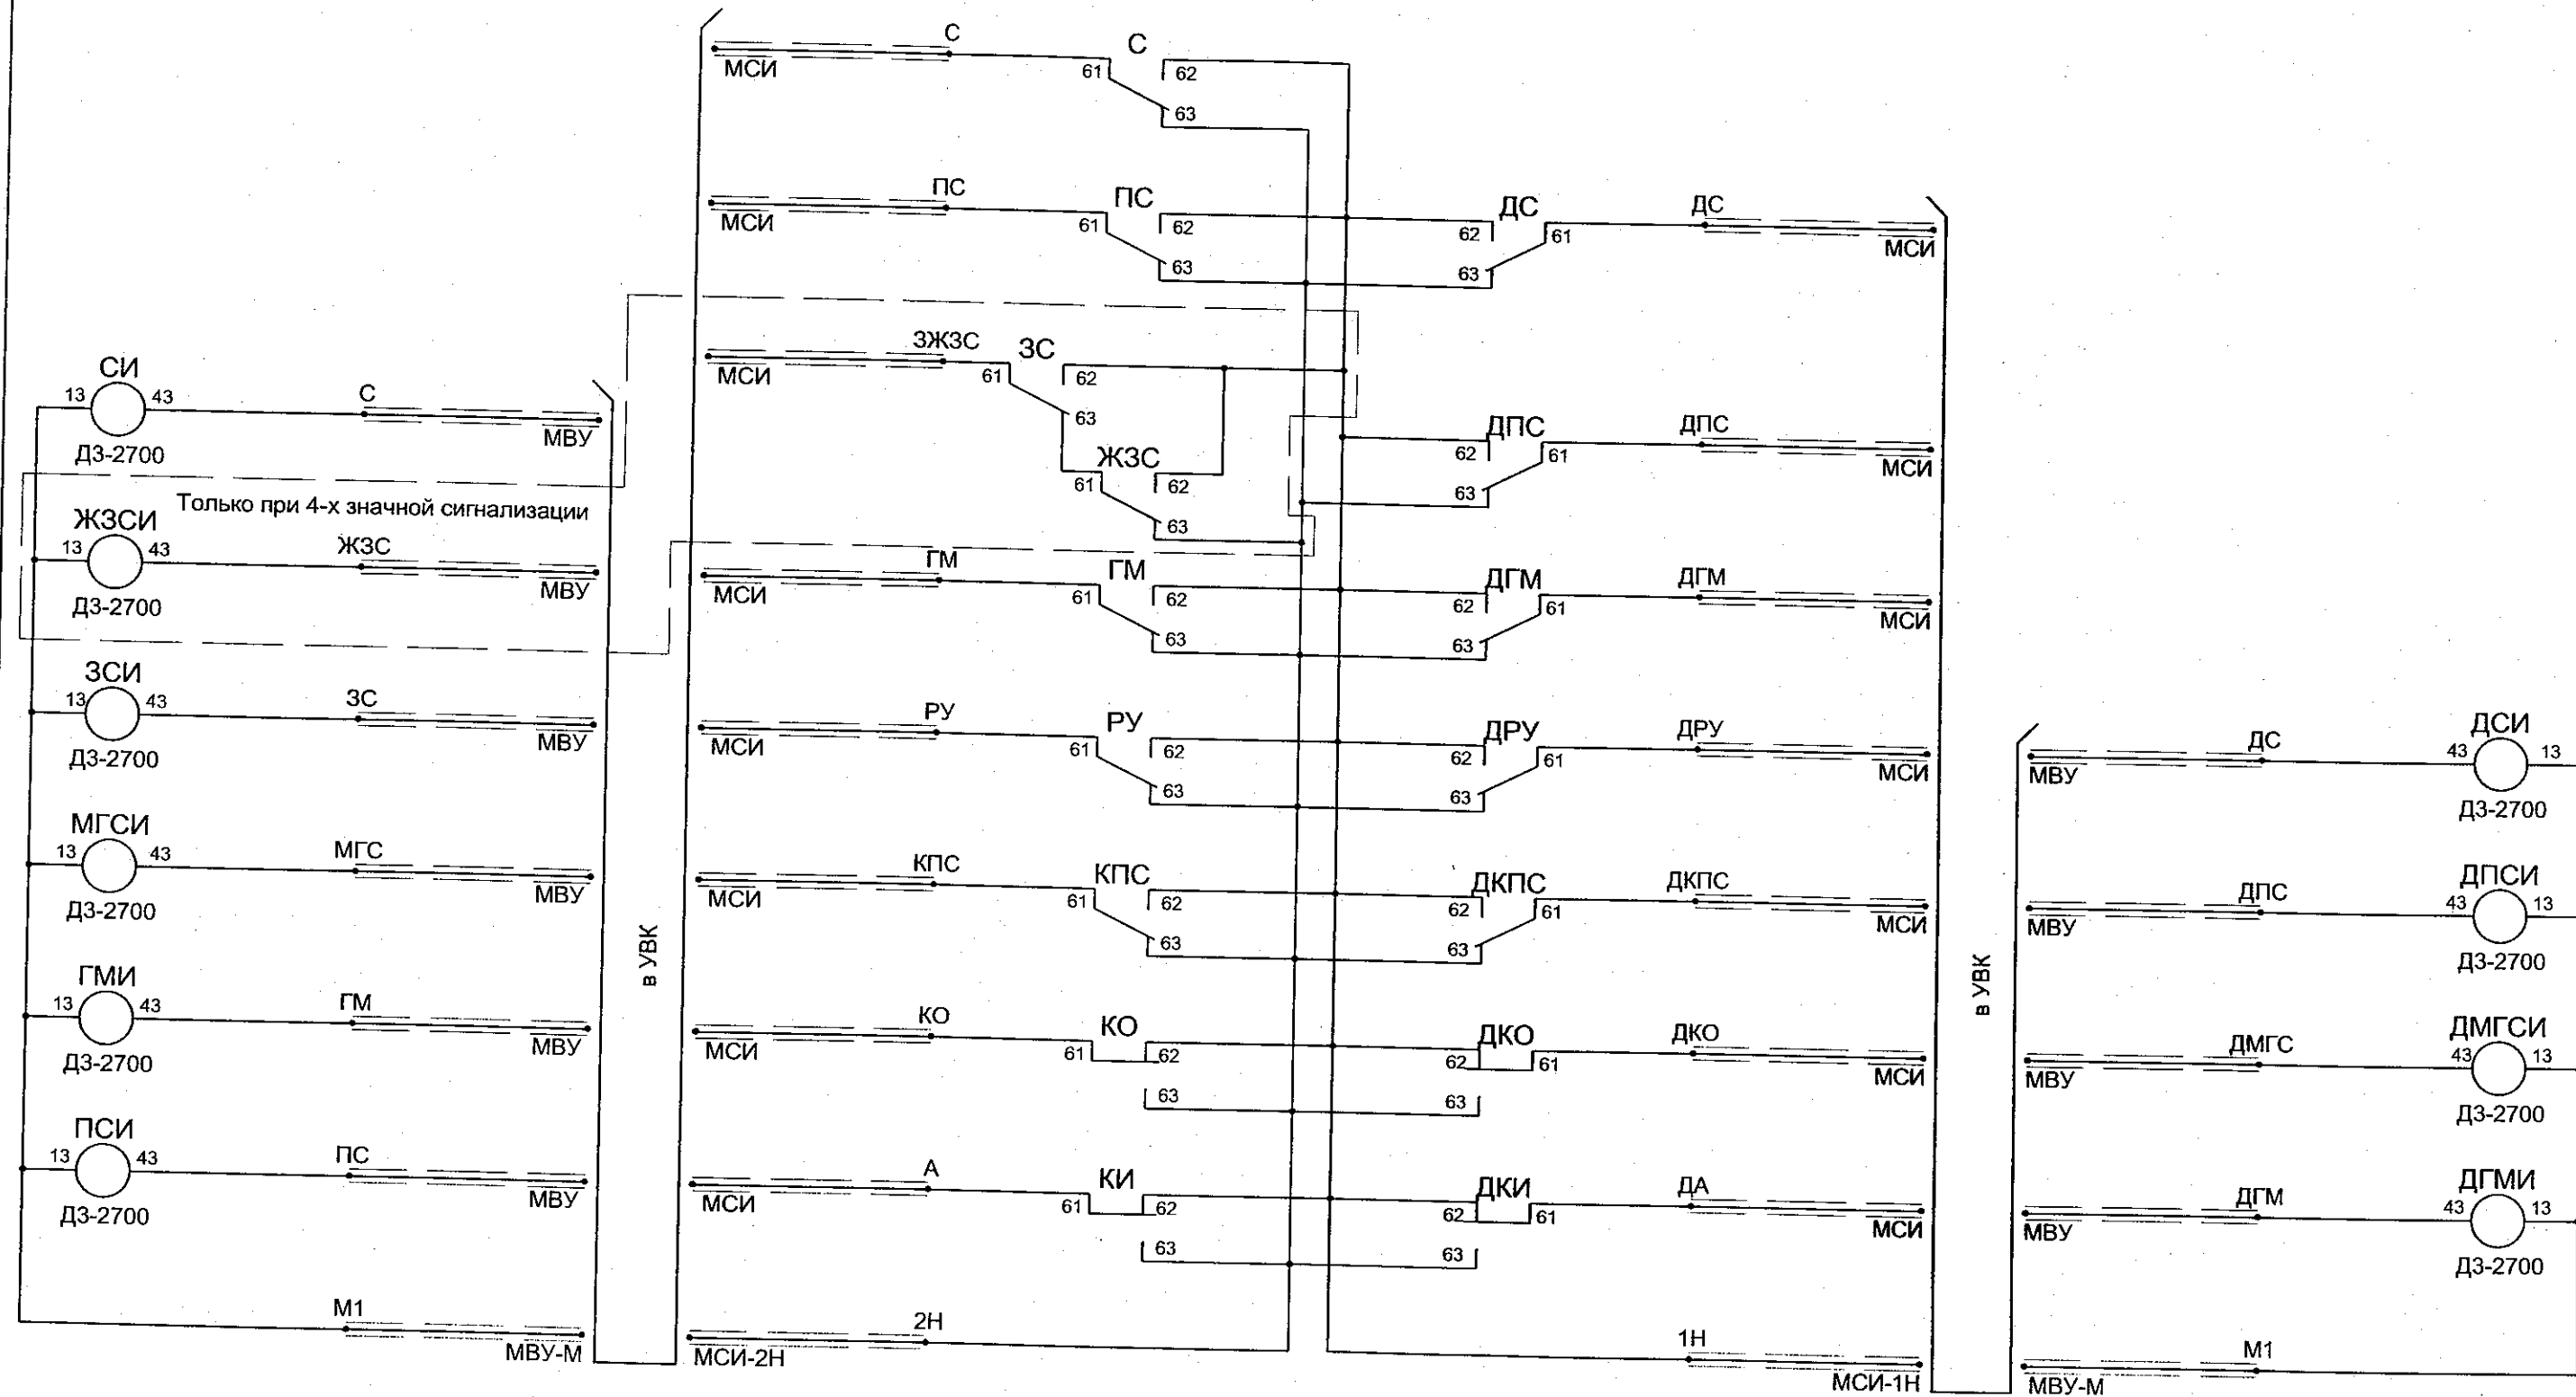 СИ
13 43 С
Д3-2700 МВУ
Только при 4-х значной сигнализации
ЖЗСИ
13 43 ЖЗС
Д3-2700 МВУ
ЗСИ
13 43 ЗС
Д3-2700 МВУ
МГСИ
13 43 МГС
Д3-2700 МВУ
ГМИ
13 43 ГМ
Д3-2700 МВУ
ПСИ
13 43 ПС
Д3-2700 МВУ
М1
МВУ-М
в УВК
С С
МСИ 61 62
63
ПС ПС
МСИ 61 62
63
ЗЖЗС ЗС
МСИ 61 62
63
ЖЗС
61 62
63
ГМ ГМ
МСИ 61 62
63
РУ РУ
МСИ 61 62
63
КПС КПС
МСИ 61 62
63
КО КО
МСИ 61 62
63
А КИ
МСИ 61 62
63
2Н
МСИ-2Н
ДС ДС
62 61 МСИ
63
ДПС ДПС
62 61 МСИ
63
ДГМ ДГМ
62 61 МСИ
63
ДРУ ДРУ
62 61 МСИ
63
ДКПС ДКПС
62 61 МСИ
63
ДКО ДКО
62 61 МСИ
63
ДКИ ДА
62 61 МСИ
63
1Н
МСИ-1Н
в УВК
ДС ДСИ
МВУ 43 13
Д3-2700
ДПС ДПСИ
МВУ 43 13
Д3-2700
ДМГС ДМГСИ
МВУ 43 13
Д3-2700
ДГМ ДГМИ
МВУ 43 13
Д3-2700
М1
МВУ-М